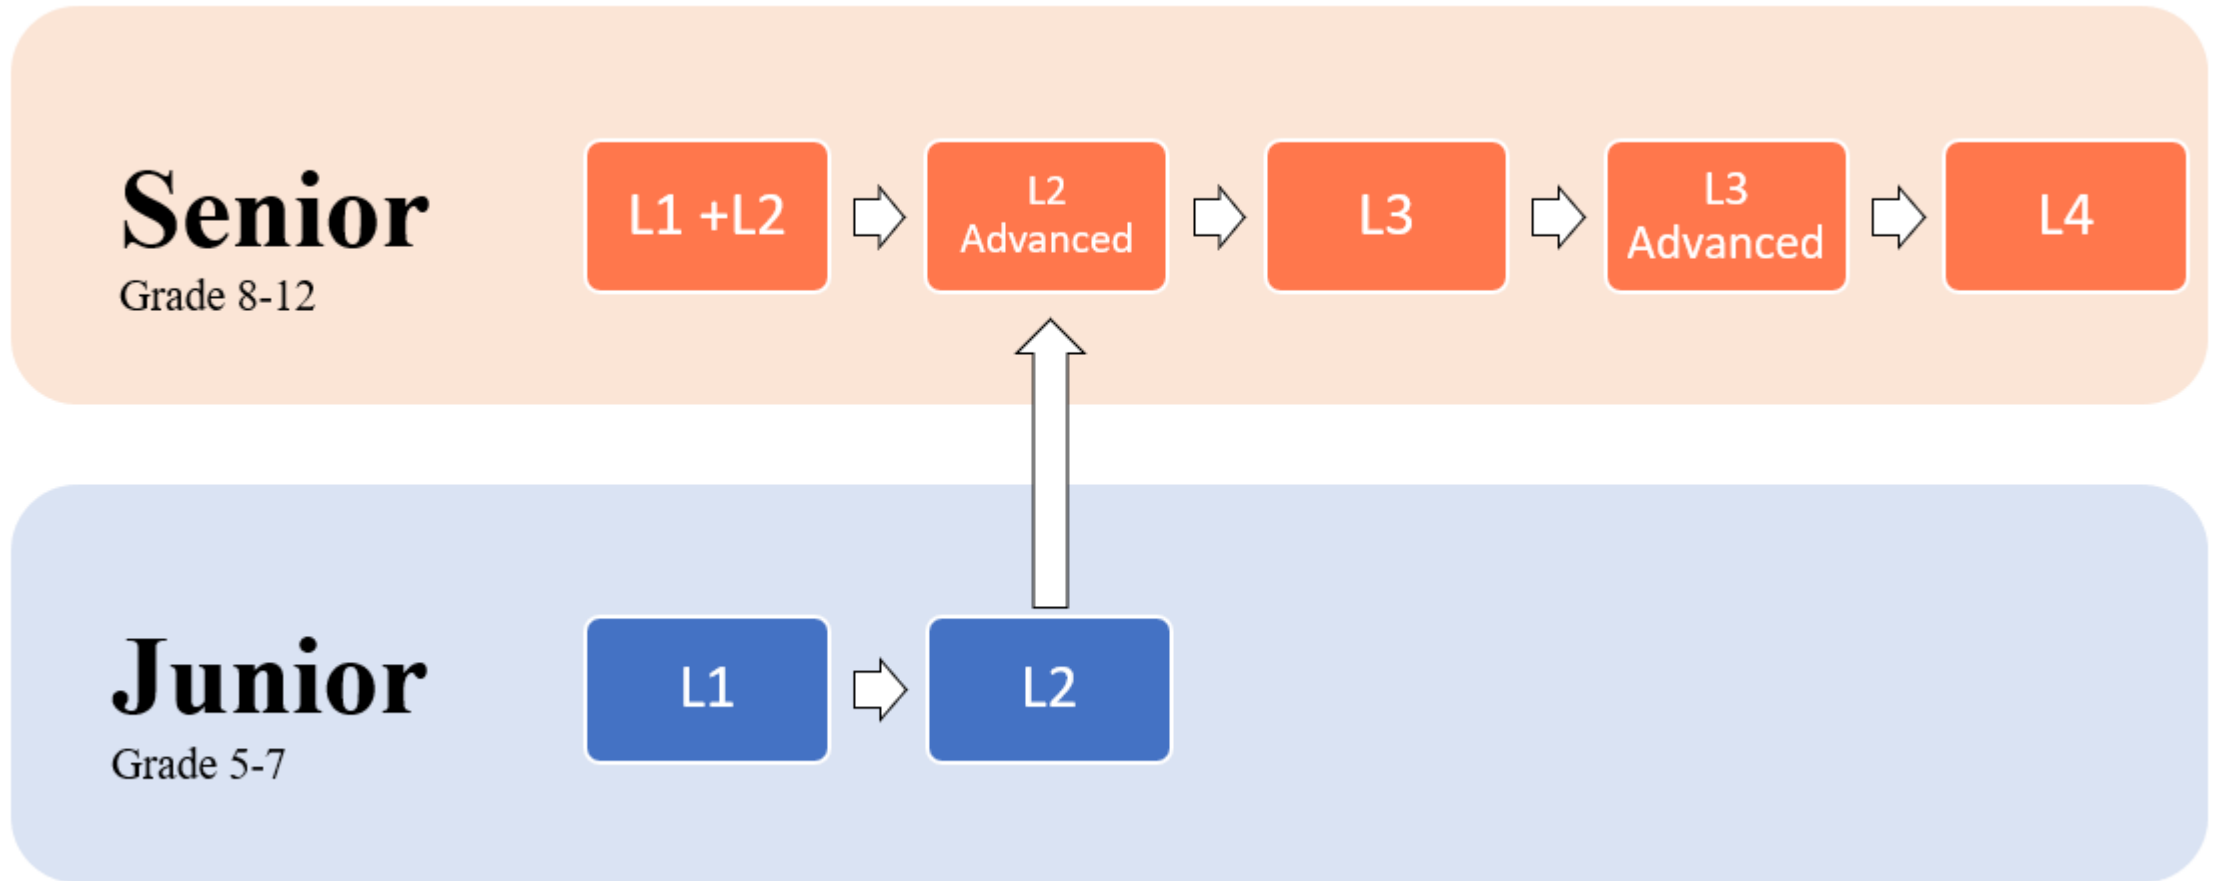 Senior
Grade 8-12
L1 +L2
L2
Advanced
L3
L3
Advanced
L4
Junior
Grade 5-7
L1
L2